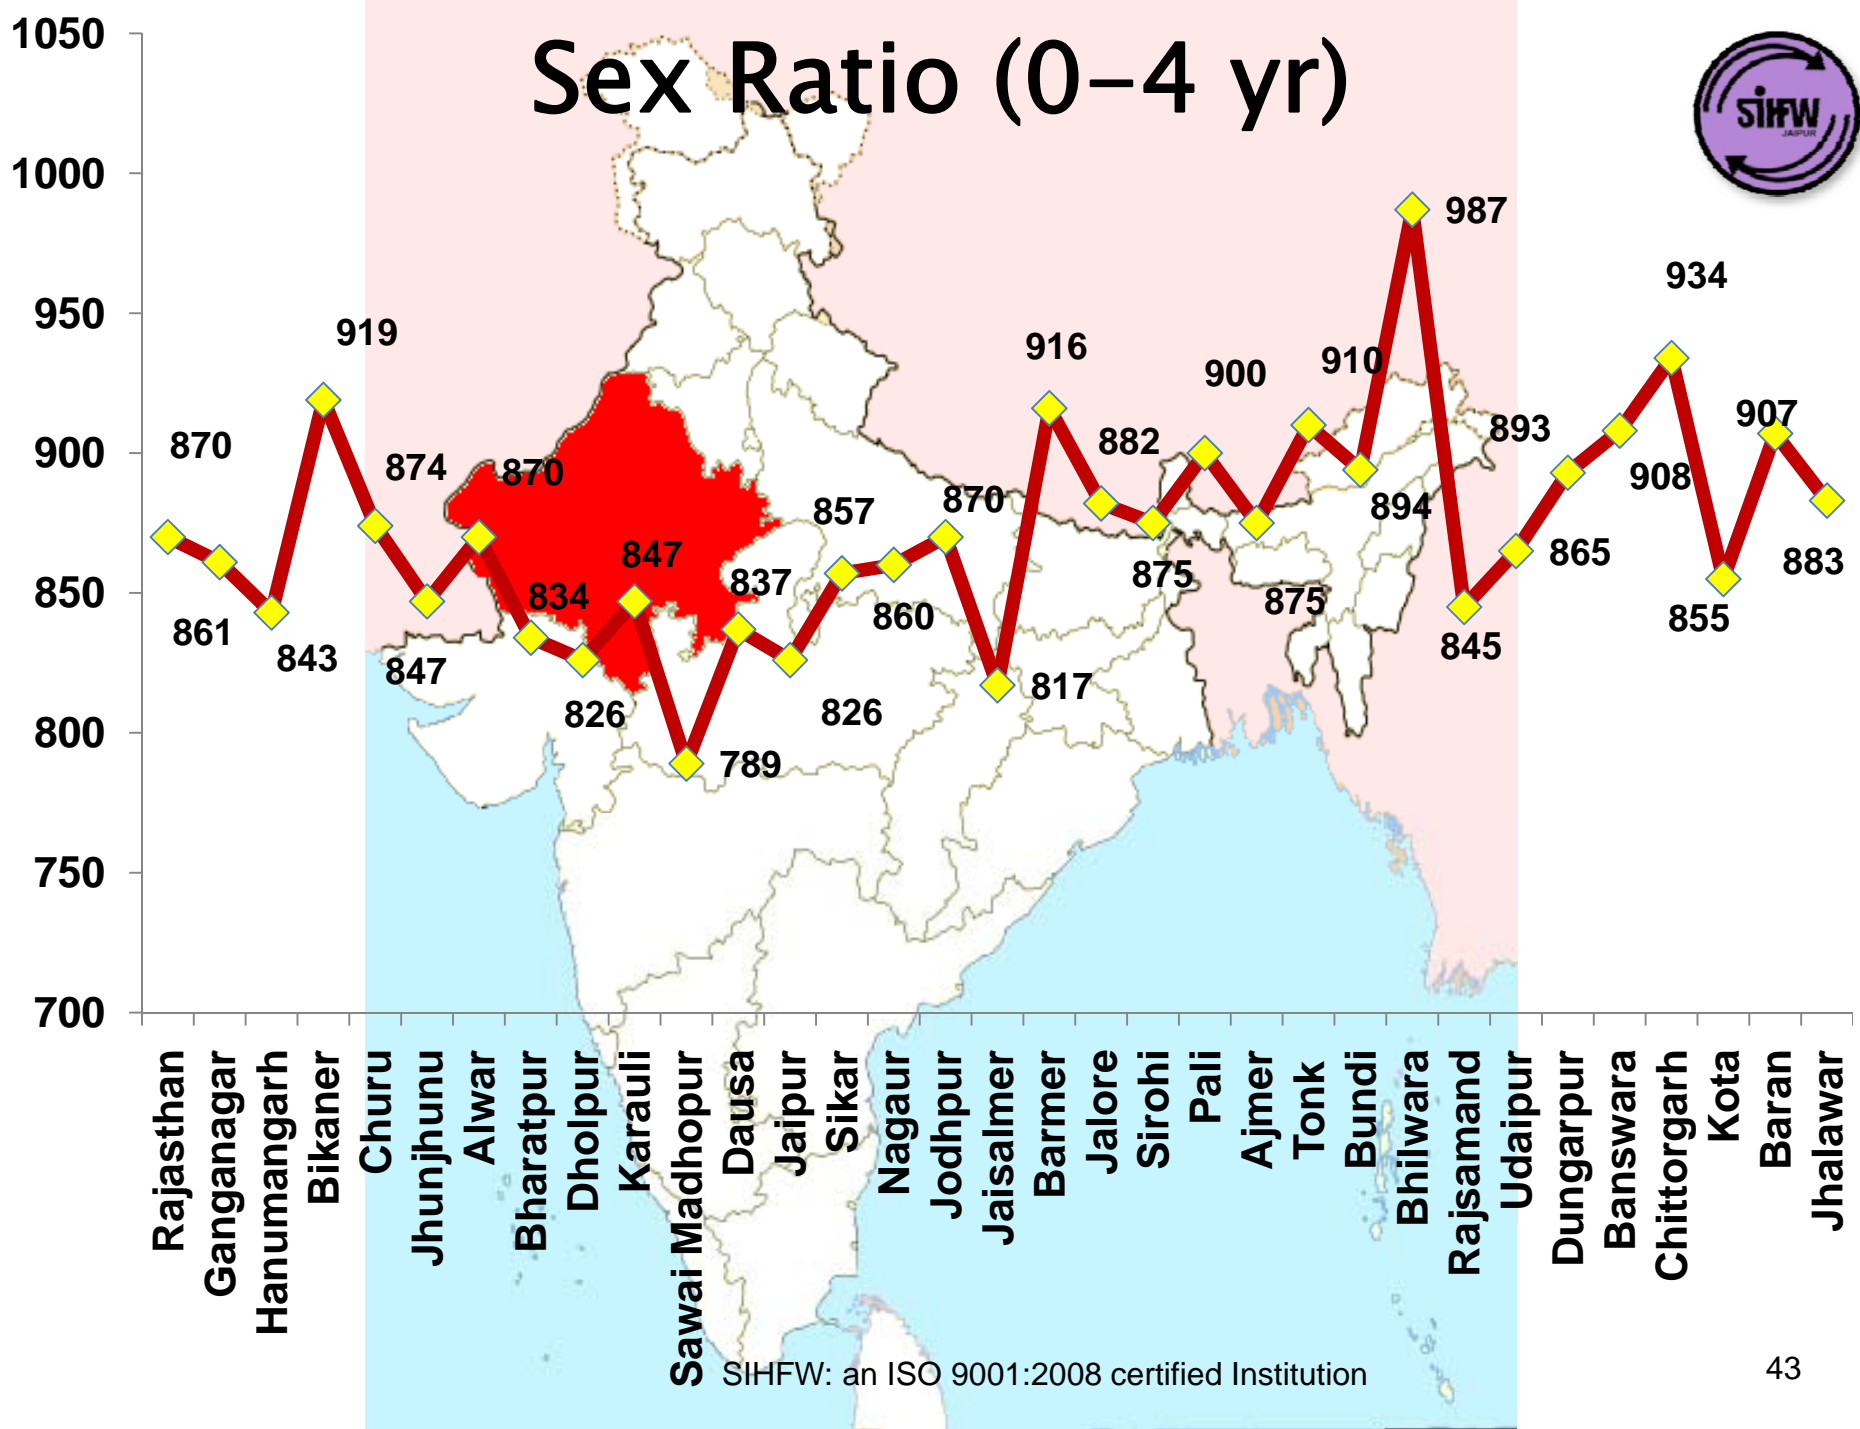 Sex Ratio (0-4 yr)
SIHFW
JAIPUR
1050
1000
950
900
850
800
750
700
870
861
843
919
874
847
870
834
826
847
789
837
826
857
860
870
817
916
882
875
900
875
910
894
987
845
865
893
908
934
855
907
883
Rajasthan
Ganganagar
Hanumangarh
Bikaner
Churu
Jhunjhunu
Alwar
Bharatpur
Dholpur
Karauli
Sawai Madhopur
Dausa
Jaipur
Sikar
Nagaur
Jodhpur
Jaisalmer
Barmer
Jalore
Sirohi
Pali
Ajmer
Tonk
Bundi
Bhilwara
Rajsamand
Udaipur
Dungarpur
Banswara
Chittorgarh
Kota
Baran
Jhalawar
SIHFW: an ISO 9001:2008 certified Institution
43